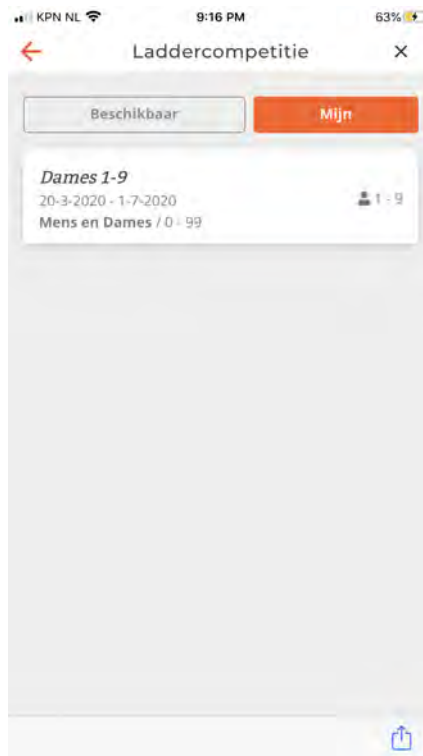 KPN NL 9:16 PM 63%
Laddercompetitie
Beschikbaar Mijn
Dames 1-9
20-3-2020 - 1-7-2020
1 - 9
Mens en Dames / 0 - 99